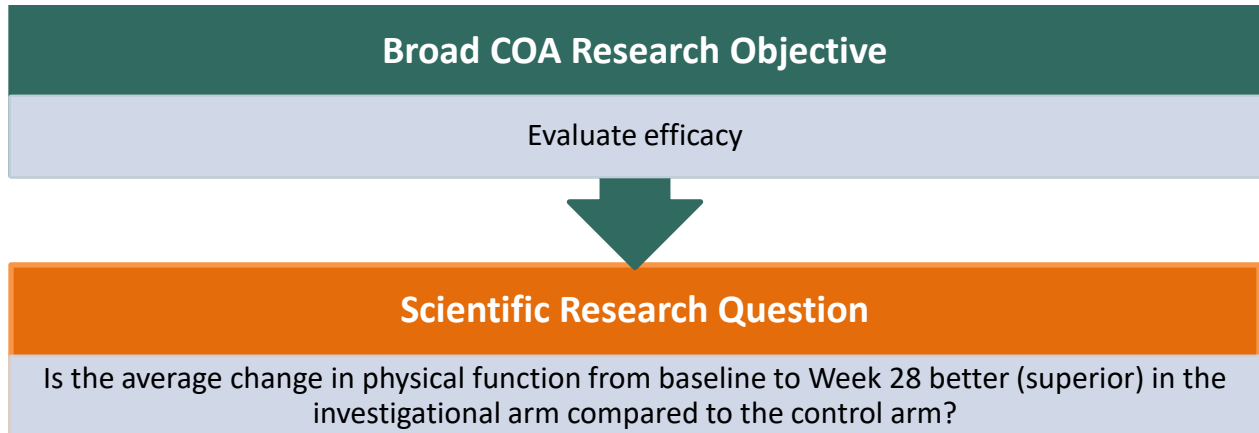 Broad COA Research Objective
Evaluate efficacy
Scientific Research Question
Is the average change in physical function from baseline to Week 28 better (superior) in the
investigational arm compared to the control arm?